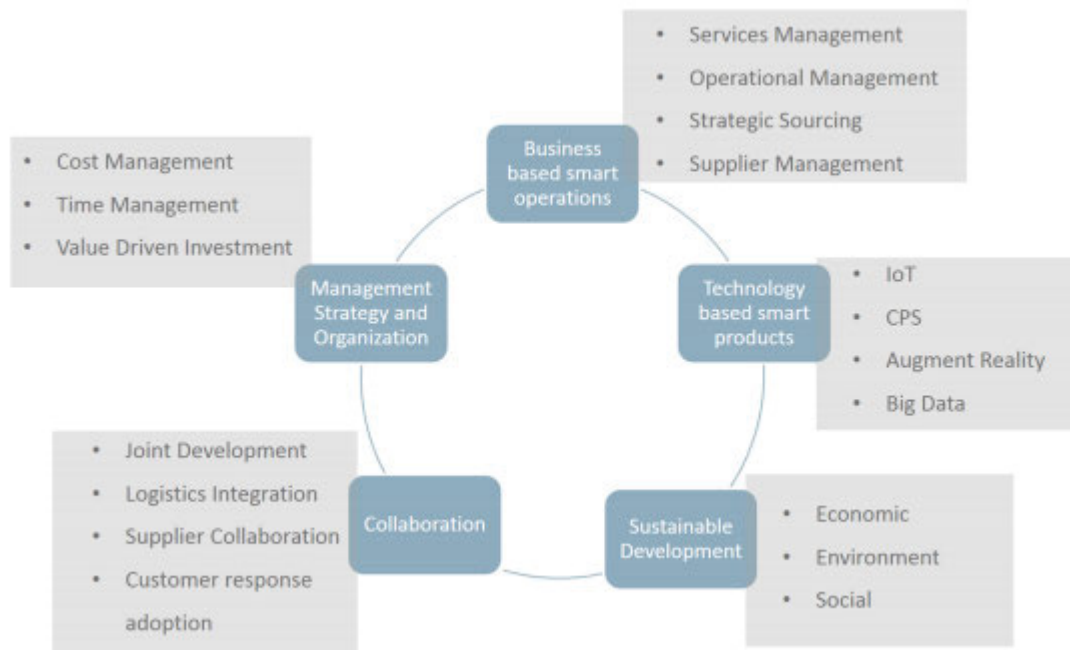 • Services Management
• Operational Management
• Strategic Sourcing
• Supplier Management
Business
based smart
operations
• Cost Management
• Time Management
• Value Driven Investment
Management
Strategy and
Organization
Technology
based smart
products
• IoT
• CPS
• Augment Reality
• Big Data
• Joint Development
• Logistics Integration
• Supplier Collaboration
• Customer response
adoption
Collaboration
Sustainable
Development
• Economic
• Environment
• Social